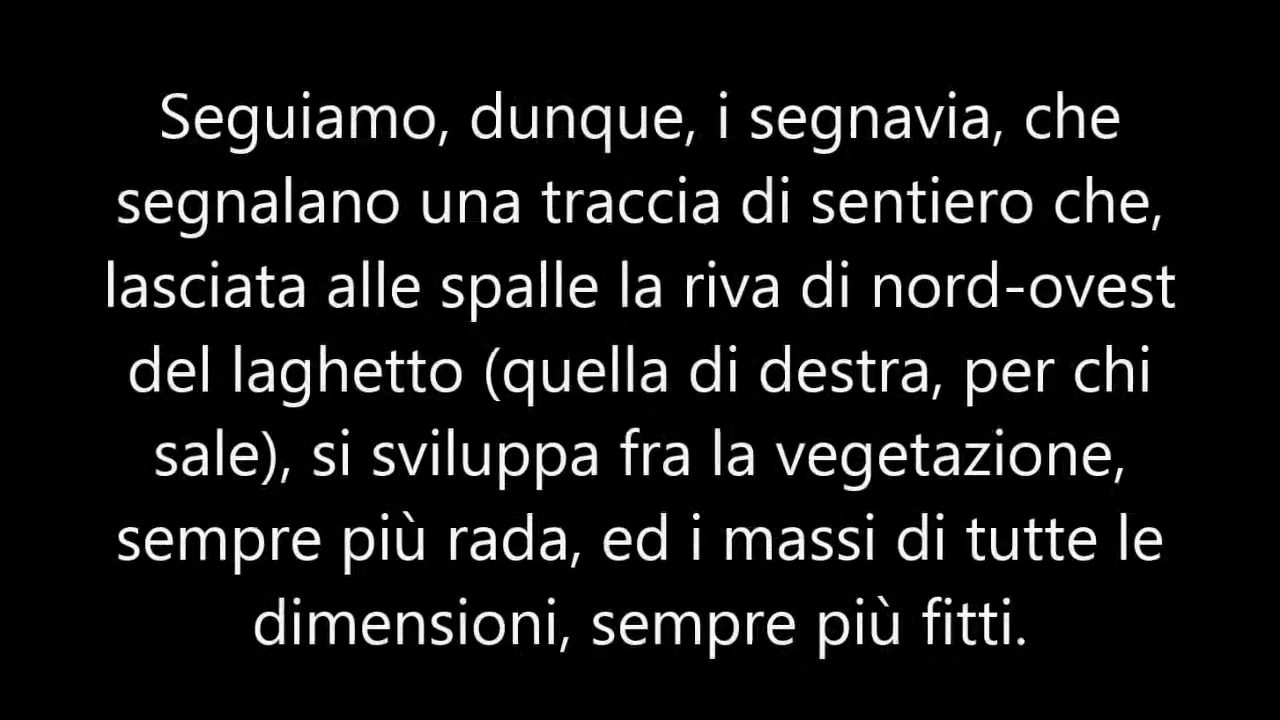 Seguiamo, dunque, i segnavia, che
segnalano una traccia di sentiero che,
lasciata alle spalle la riva di nord-ovest
del laghetto (quella di destra, per chi
sale), si sviluppa fra la vegetazione,
sempre più rada, ed i massi di tutte le
dimensioni, sempre più fitti.